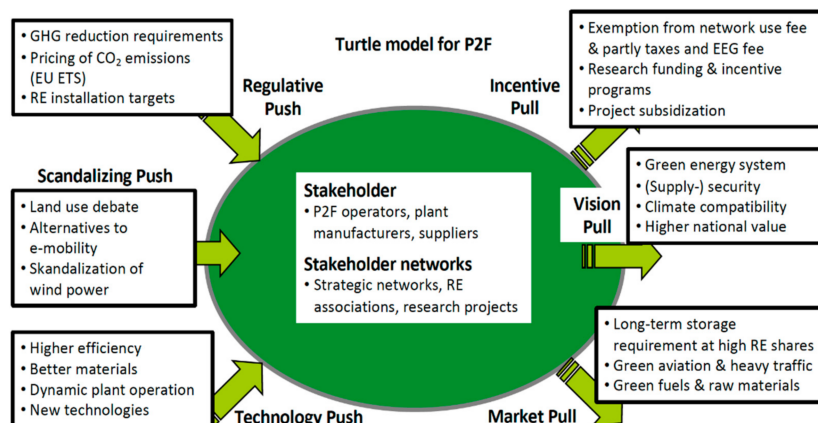 • GHG reduction requirements
• Pricing of CO₂ emissions
(EU ETS)
• RE installation targets
Turtle model for P2F
• Exemption from network use fee
& partly taxes and EEG fee
• Research funding & incentive
programs
• Project subsidization
Regulative
Push
Incentive
Pull
Scandalizing Push
• Land use debate
• Alternatives to
e-mobility
• Skandalization of
wind power
Stakeholder
• P2F operators, plant
manufacturers, suppliers
Stakeholder networks
• Strategic networks, RE
associations, research projects
Vision
Pull
• Green energy system
• (Supply-) security
• Climate compatibility
• Higher national value
• Higher efficiency
• Better materials
• Dynamic plant operation
• New technologies
Technology Push
Market Pull
• Long-term storage
requirement at high RE shares
• Green aviation & heavy traffic
• Green fuels & raw materials